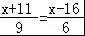 x+11/9 = x-16/6